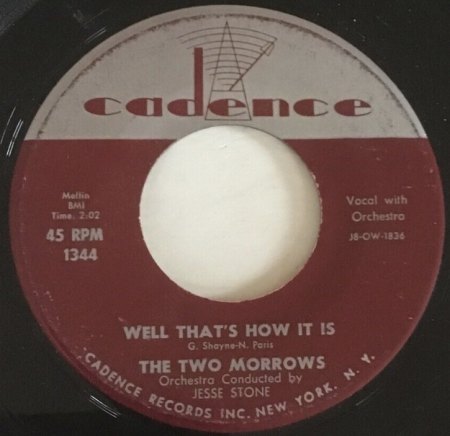 cadence
Meltin
BMI
Time: 2:02
45 RPM
1344
Vocal with
Orchestra
J8-OW-1836
WELL THAT'S HOW IT IS
G. Shayne-N. Paris
THE TWO MORROWS
Orchestra Conducted by
JESSE STONE
CADENCE RECORDS INC. NEW YORK, N. Y.